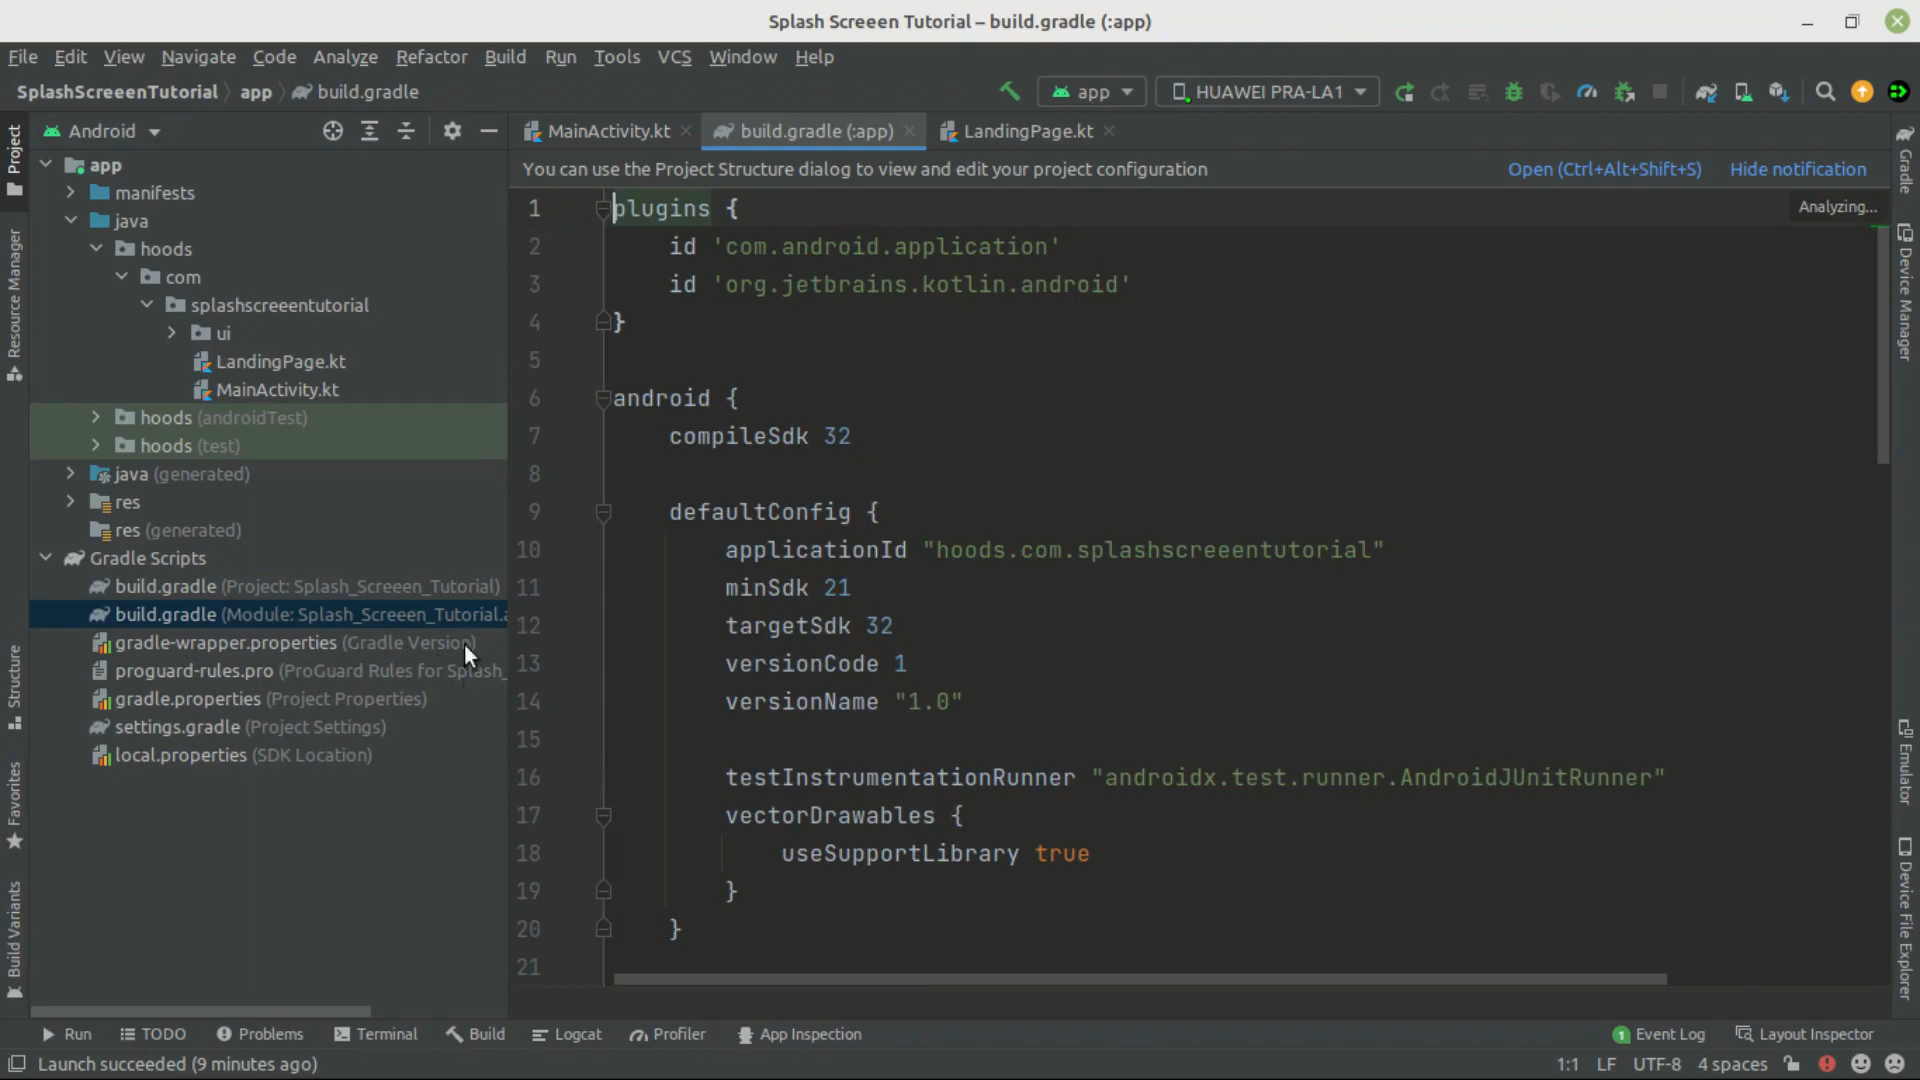 Splash Screeen Tutorial – build.gradle (:app)
File Edit View Navigate Code Analyze Refactor Build Run Tools VCS Window Help
SplashScreeenTutorial app build.gradle
app HUAWEI PRA-LA1
Android
MainActivity.kt build.gradle (:app) LandingPage.kt
You can use the Project Structure dialog to view and edit your project configuration Open (Ctrl+Alt+Shift+S) Hide notification
Project
Resource Manager
Structure
Favorites
Build Variants
app
manifests
java
hoods
com
splashscreeentutorial
ui
LandingPage.kt
MainActivity.kt
hoods (androidTest)
hoods (test)
java (generated)
res
res (generated)
Gradle Scripts
build.gradle (Project: Splash_Screeen_Tutorial)
build.gradle (Module: Splash_Screeen_Tutorial.a
gradle-wrapper.properties (Gradle Version)
proguard-rules.pro (ProGuard Rules for Splash_
gradle.properties (Project Properties)
settings.gradle (Project Settings)
local.properties (SDK Location)
Analyzing...
1 plugins {
2 id 'com.android.application'
3 id 'org.jetbrains.kotlin.android'
4 }
5
6 android {
7 compileSdk 32
8
9 defaultConfig {
10 applicationId "hoods.com.splashscreeentutorial"
11 minSdk 21
12 targetSdk 32
13 versionCode 1
14 versionName "1.0"
15
16 testInstrumentationRunner "androidx.test.runner.AndroidJUnitRunner"
17 vectorDrawables {
18 useSupportLibrary true
19 }
20 }
21
Gradle
Device Manager
Emulator
Device File Explorer
Run TODO Problems Terminal Build Logcat Profiler App Inspection 1 Event Log Layout Inspector
Launch succeeded (9 minutes ago) 1:1 LF UTF-8 4 spaces